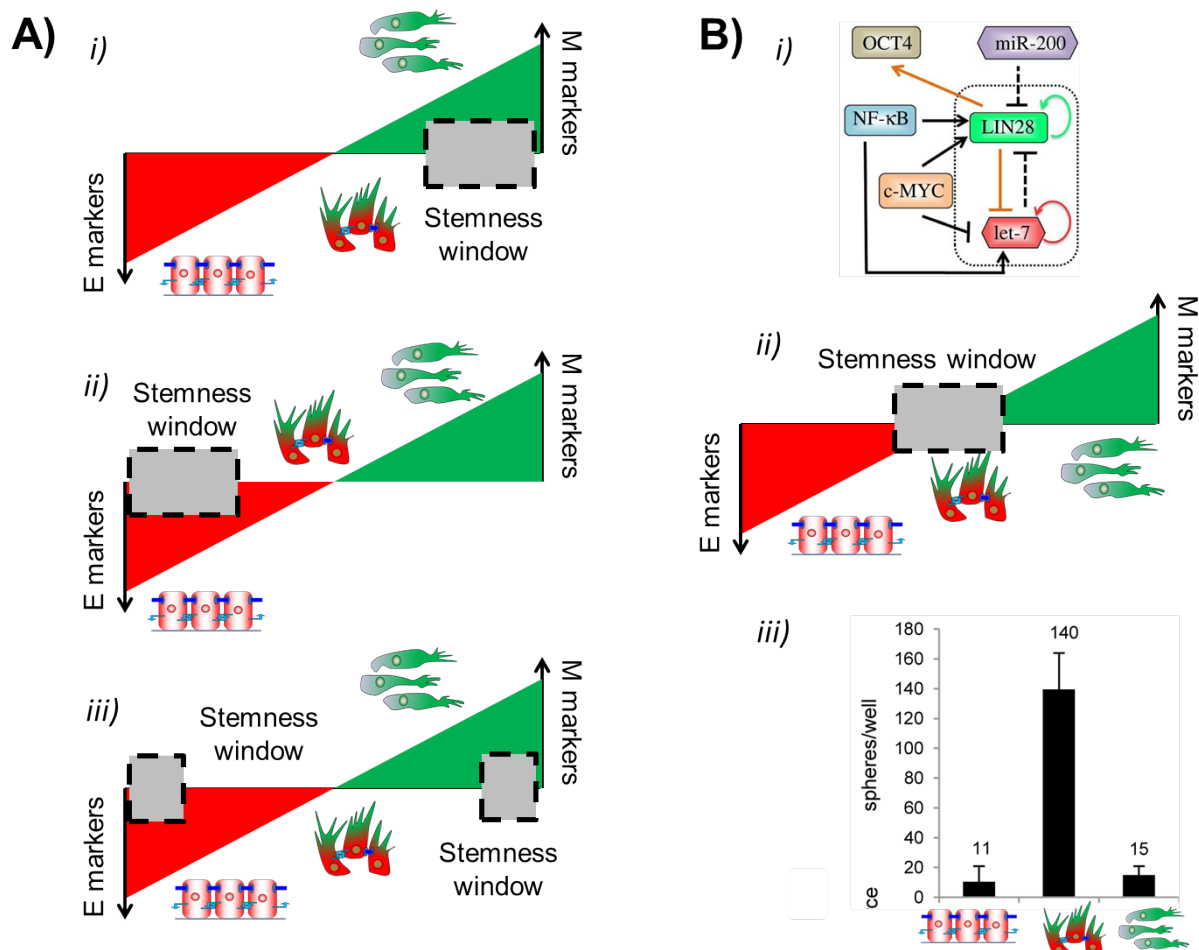 A)
i)
M markers
E markers
Stemness
window
ii)
Stemness
window
M markers
E markers
iii)
Stemness
window
M markers
E markers
Stemness
window
B)
i)
OCT4
miR-200
NF-κB
LIN28
c-MYC
let-7
ii)
Stemness window
M markers
E markers
iii)
spheres/well
ce
180
160
140
120
100
80
60
40
20
0
11
140
15